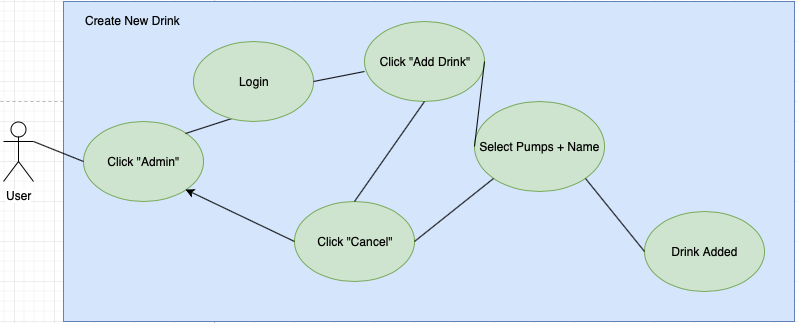 Create New Drink
Login
Click "Add Drink"
Click "Admin"
Select Pumps + Name
User
Click "Cancel"
Drink Added